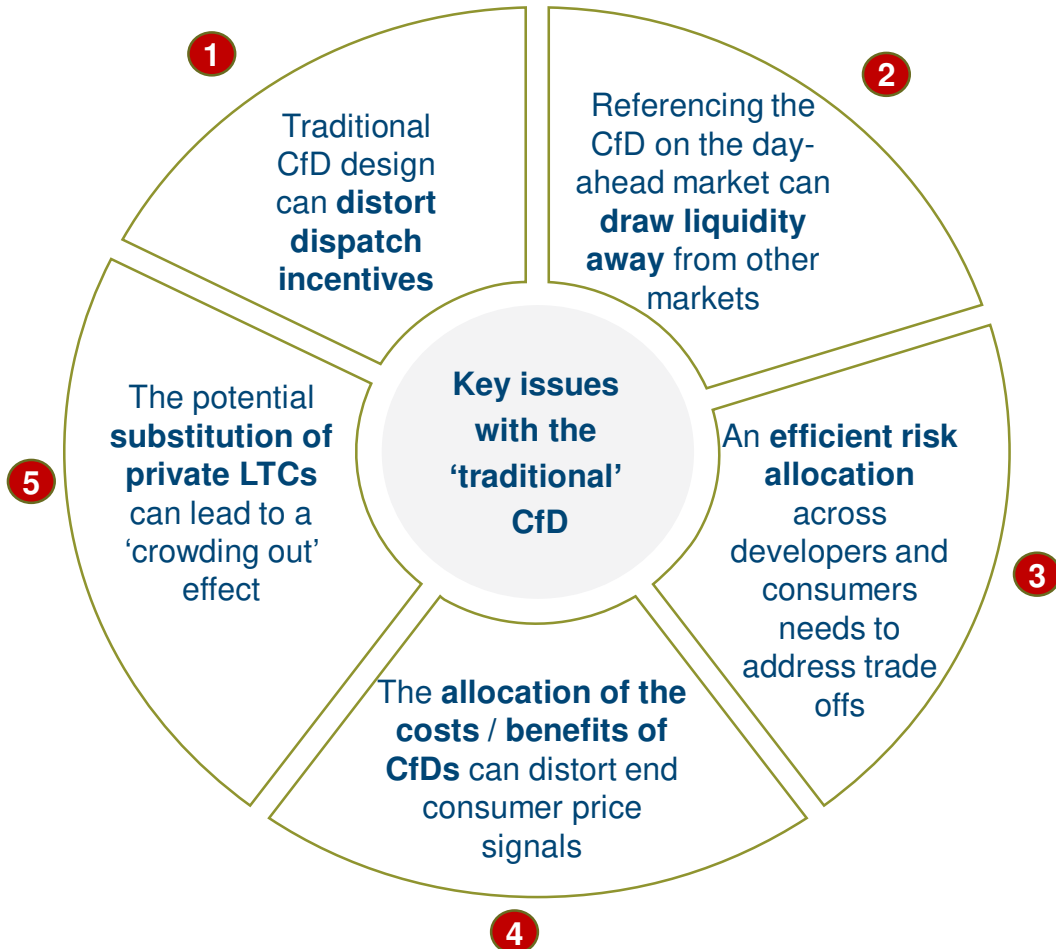 1
Traditional
CfD design
can distort
dispatch
incentives
2
Referencing the
CfD on the day-
ahead market can
draw liquidity
away from other
markets
Key issues
with the
‘traditional’
CfD
An efficient risk
allocation
across
developers and
consumers
needs to
address trade
offs
3
The allocation of the
costs / benefits of
CfDs can distort end
consumer price
signals
4
The potential
substitution of
private LTCs
can lead to a
‘crowding out’
effect
5